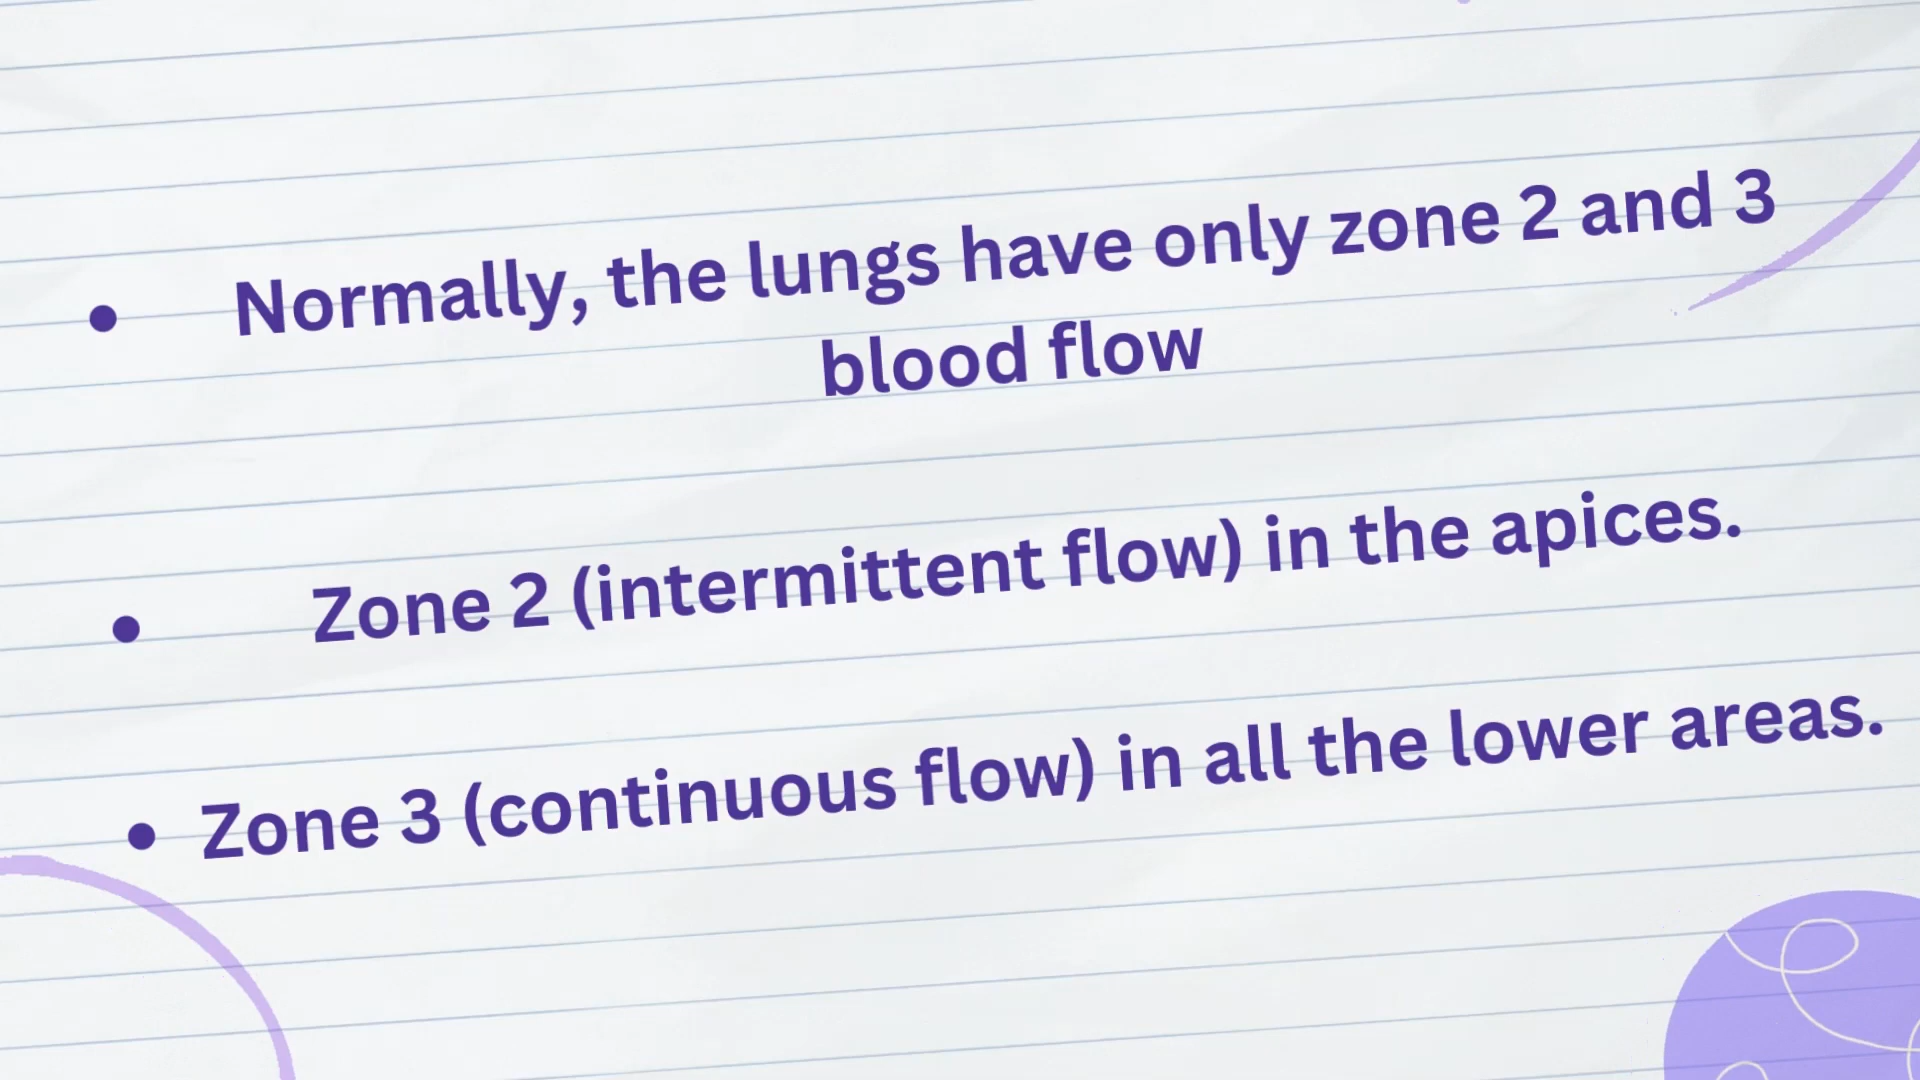 • Normally, the lungs have only zone 2 and 3
blood flow
• Zone 2 (intermittent flow) in the apices.
• Zone 3 (continuous flow) in all the lower areas.